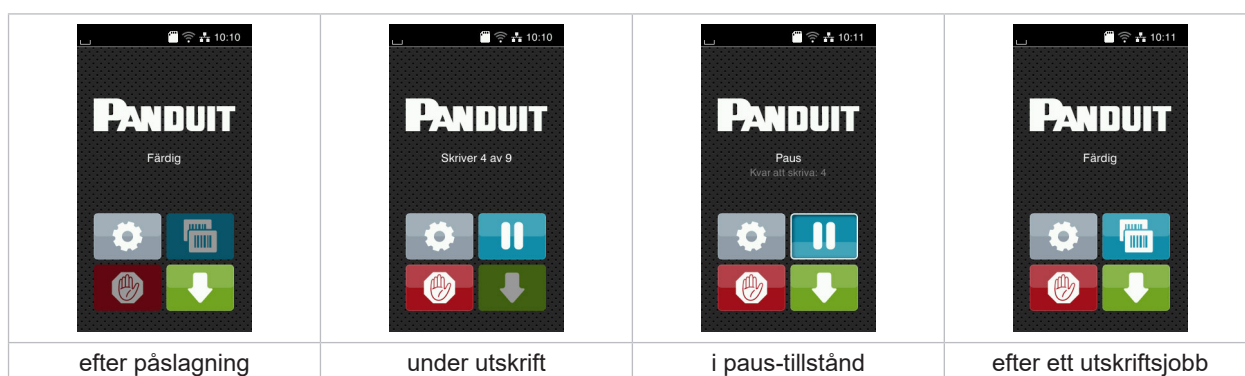 10:10
PANDUIT
Färdig
efter påslagning
10:10
PANDUIT
Skriver 4 av 9
under utskrift
10:11
PANDUIT
Paus
Kvar att skriva: 4
i paus-tillstånd
10:11
PANDUIT
Färdig
efter ett utskriftsjobb